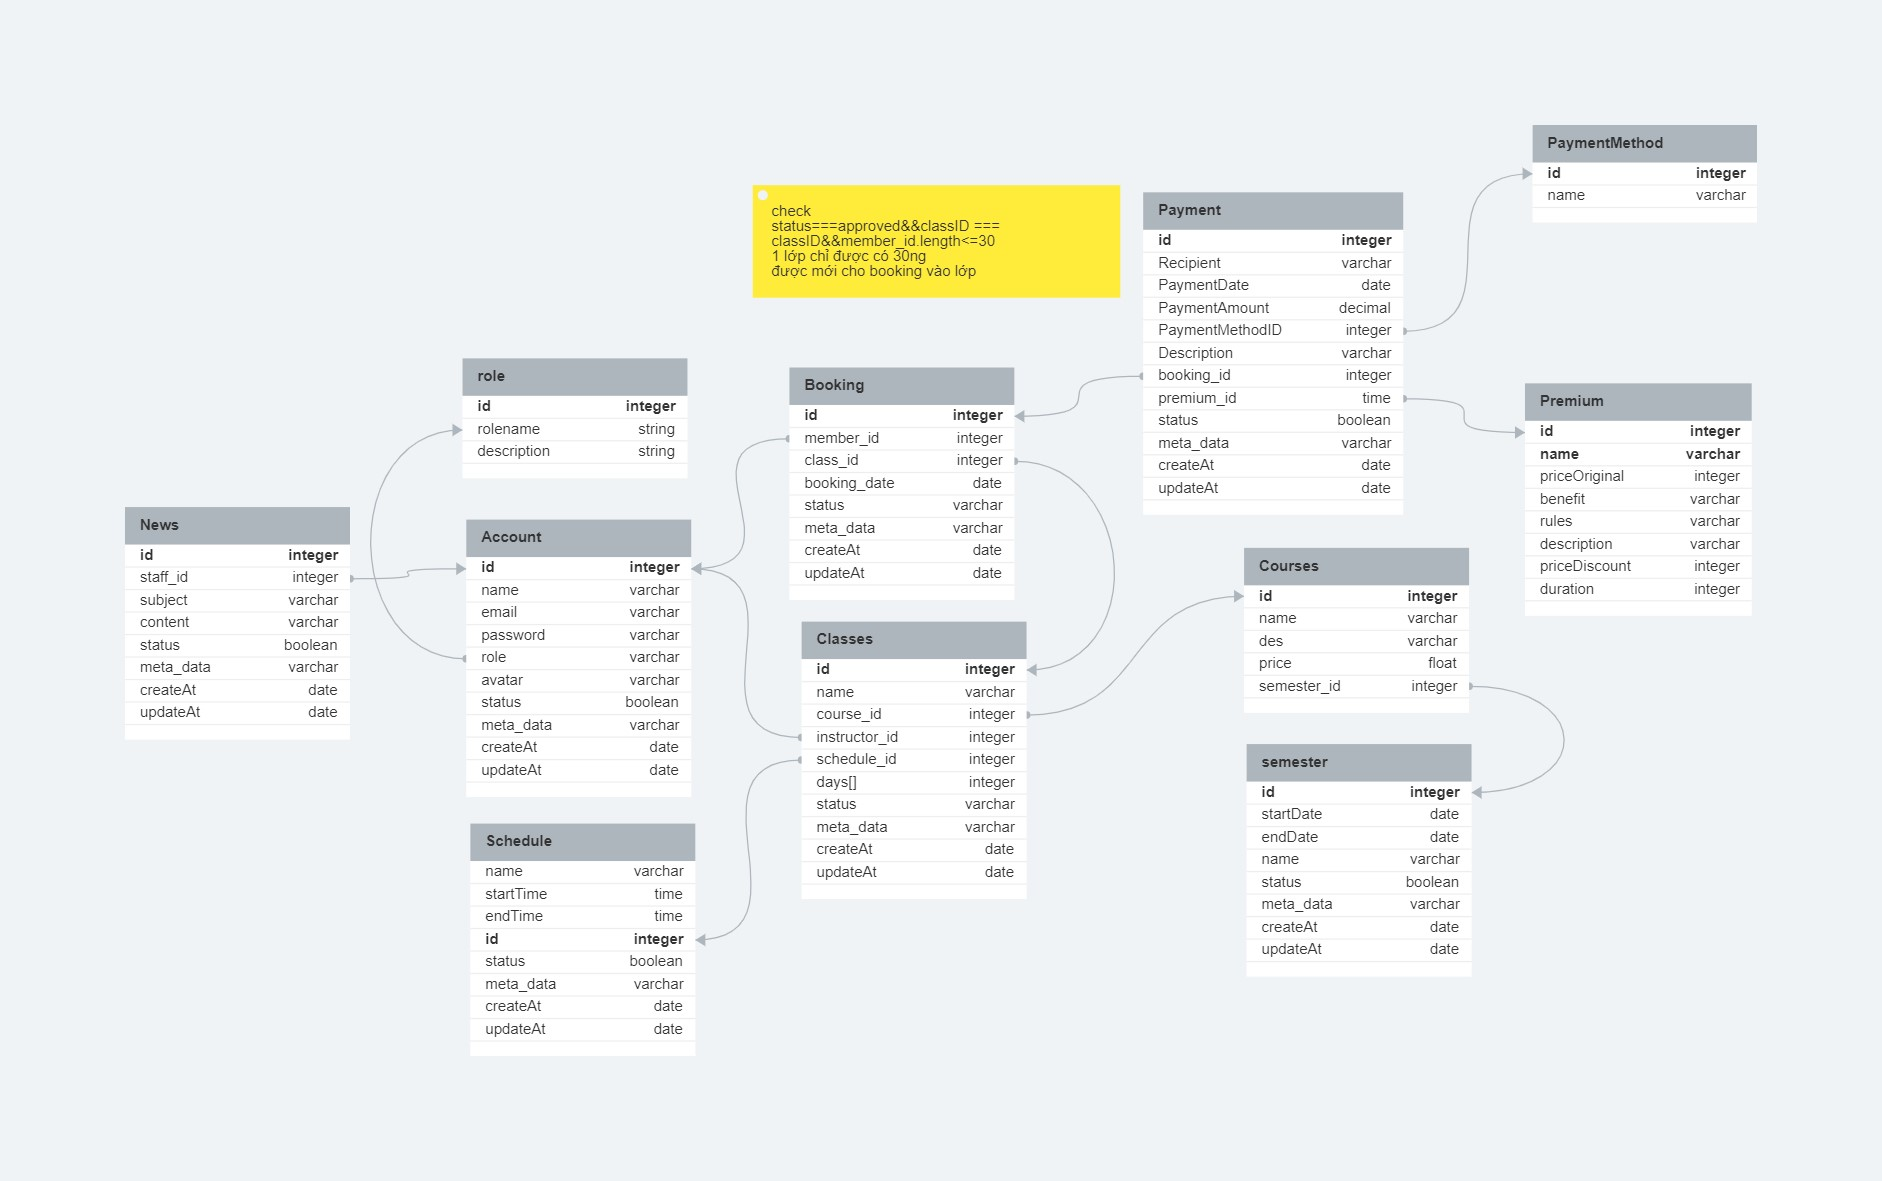 PaymentMethod
id integer
name varchar
check
status===approved&&classID ===
classID&&member_id.length<=30
1 lớp chỉ được có 30ng
được mới cho booking vào lớp
Payment
id integer
Recipient varchar
PaymentDate date
PaymentAmount decimal
PaymentMethodID integer
Description varchar
booking_id integer
premium_id time
status boolean
meta_data varchar
createAt date
updateAt date
role
id integer
rolename string
description string
Booking
id integer
member_id integer
class_id integer
booking_date date
status varchar
meta_data varchar
createAt date
updateAt date
Premium
id integer
name varchar
priceOriginal integer
benefit varchar
rules varchar
description varchar
priceDiscount integer
duration integer
News
id integer
staff_id integer
subject varchar
content varchar
status boolean
meta_data varchar
createAt date
updateAt date
Account
id integer
name varchar
email varchar
password varchar
role varchar
avatar varchar
status boolean
meta_data varchar
createAt date
updateAt date
Courses
id integer
name varchar
des varchar
price float
semester_id integer
Classes
id integer
name varchar
course_id integer
instructor_id integer
schedule_id integer
days[] integer
status varchar
meta_data varchar
createAt date
updateAt date
semester
id integer
startDate date
endDate date
name varchar
status boolean
meta_data varchar
createAt date
updateAt date
Schedule
name varchar
startTime time
endTime time
id integer
status boolean
meta_data varchar
createAt date
updateAt date